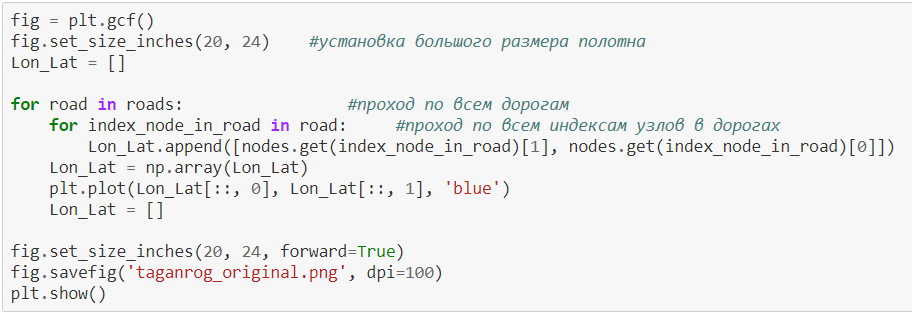 fig = plt.gcf()
fig.set_size_inches(20, 24)    #установка большого размера полотна
Lon_Lat = []

for road in roads:                #проход по всем дорогам
    for index_node_in_road in road:     #проход по всем индексам узлов в дорогах
        Lon_Lat.append([nodes.get(index_node_in_road)[1], nodes.get(index_node_in_road)[0]])
    Lon_Lat = np.array(Lon_Lat)
    plt.plot(Lon_Lat[::, 0], Lon_Lat[::, 1], 'blue')
    Lon_Lat = []

fig.set_size_inches(20, 24, forward=True)
fig.savefig('taganrog_original.png', dpi=100)
plt.show()